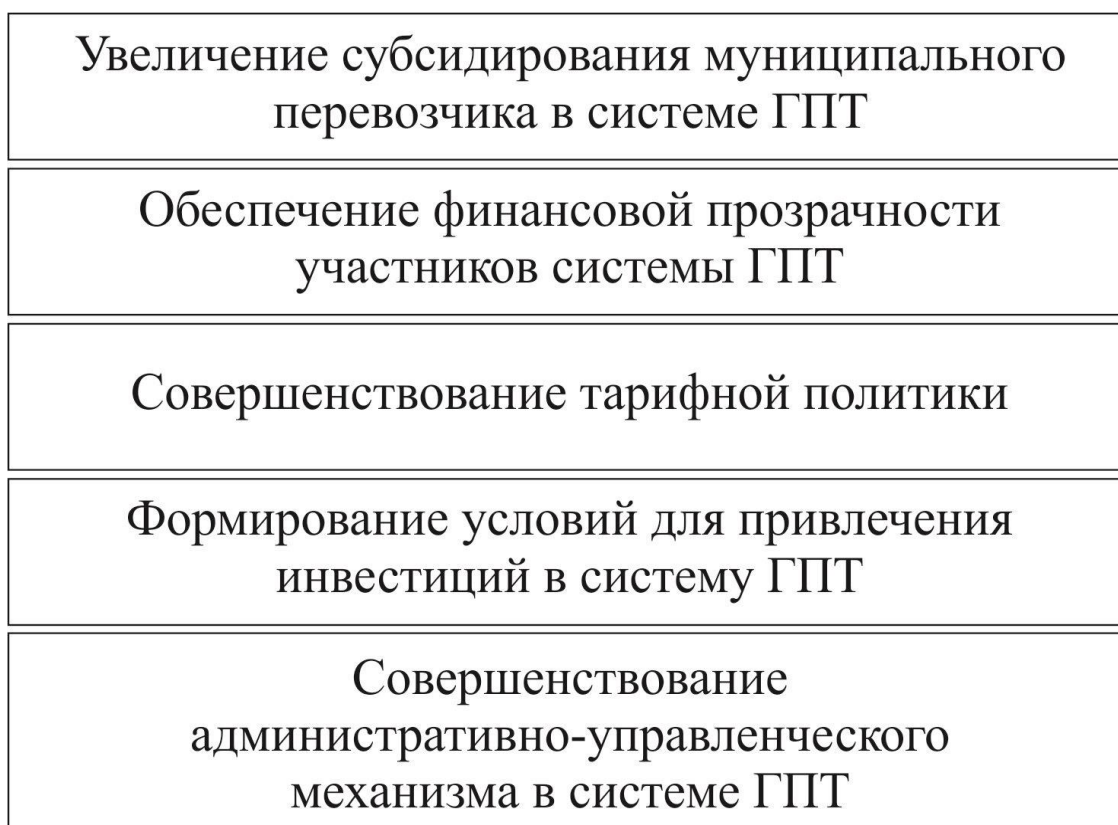 Увеличение субсидирования муниципального
перевозчика в системе ГПТ
Обеспечение финансовой прозрачности
участников системы ГПТ
Совершенствование тарифной политики
Формирование условий для привлечения
инвестиций в систему ГПТ
Совершенствование
административно-управленческого
механизма в системе ГПТ